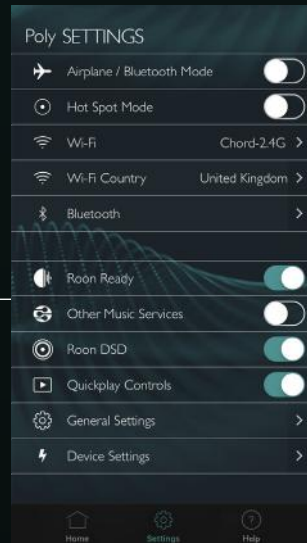 Poly SETTINGS
Airplane / Bluetooth Mode
Hot Spot Mode
Wi-Fi Chord-2.4G >
Wi-Fi Country United Kingdom >
Bluetooth >
Roon Ready
Other Music Services
Roon DSD
Quickplay Controls
General Settings >
Device Settings >
Home Settings Help